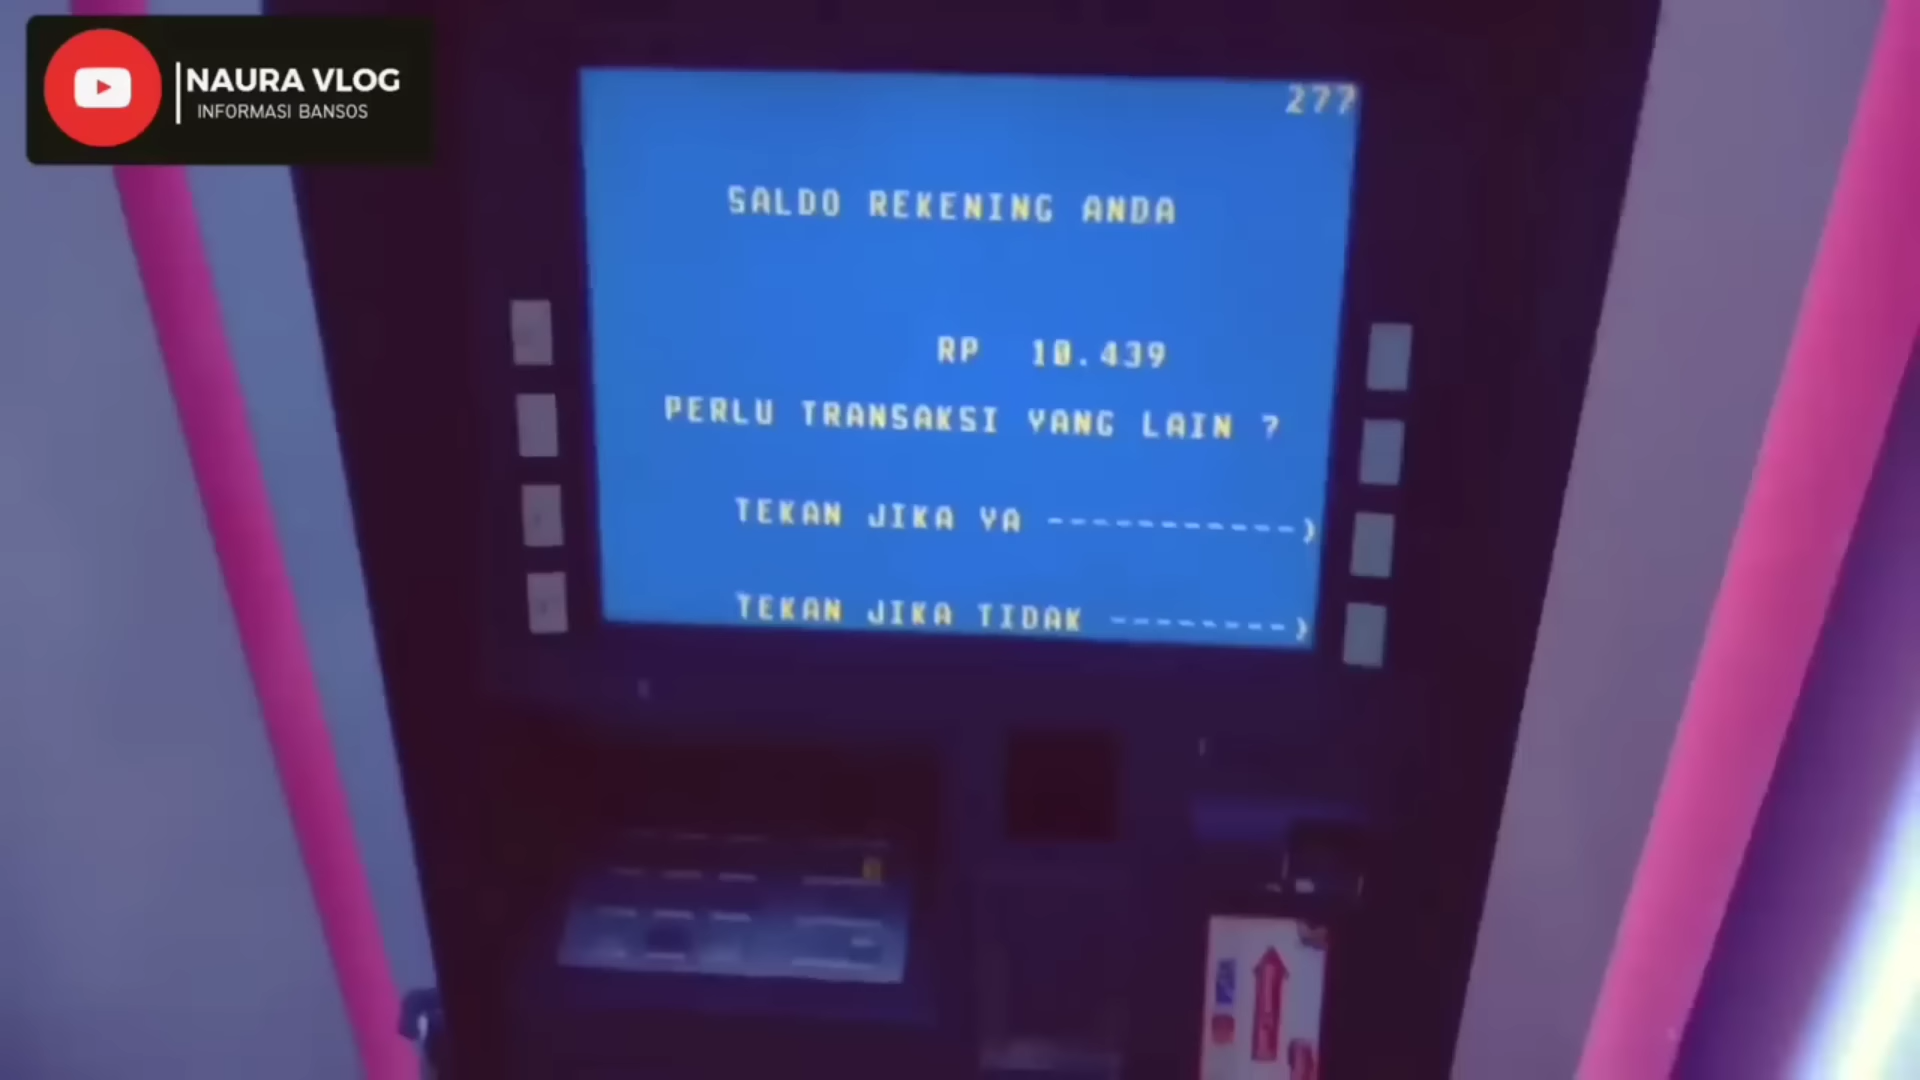 NAURA VLOG
INFORMASI BANSOS
277
SALDO REKENING ANDA
RP 10.439
PERLU TRANSAKSI YANG LAIN ?
TEKAN JIKA YA -----------)
TEKAN JIKA TIDAK --------)